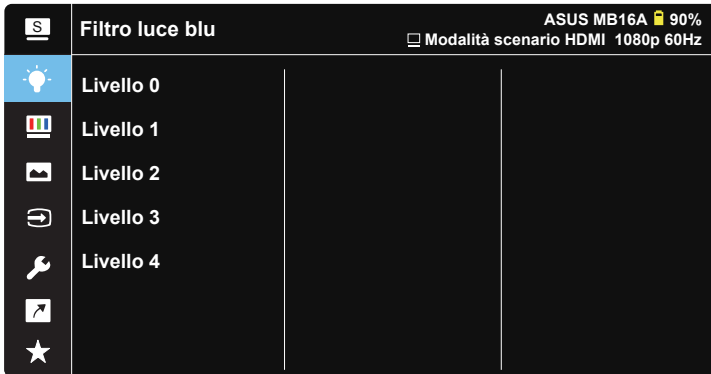 S
Filtro luce blu
ASUS MB16A 90%
Modalità scenario HDMI 1080p 60Hz
Livello 0
Livello 1
Livello 2
Livello 3
Livello 4